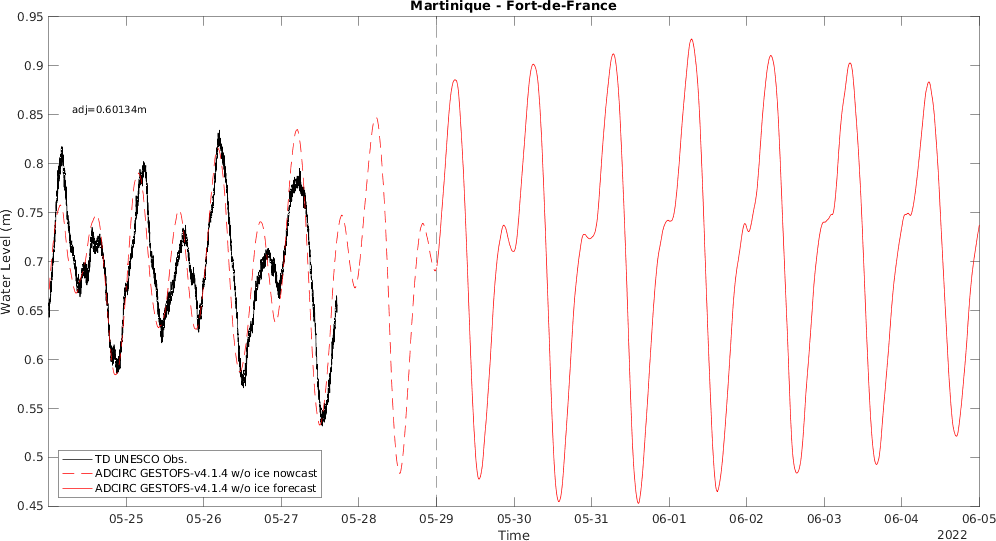 Martinique - Fort-de-France
0.95
0.9
0.85
0.8
0.75
0.7
0.65
0.6
0.55
0.5
0.45
Water Level (m)
adj=0.60134m
TD UNESCO Obs.
ADCIRC GESTOFS-v4.1.4 w/o ice nowcast
ADCIRC GESTOFS-v4.1.4 w/o ice forecast
05-25 05-26 05-27 05-28 05-29 05-30 05-31 06-01 06-02 06-03 06-04 06-05
Time
2022